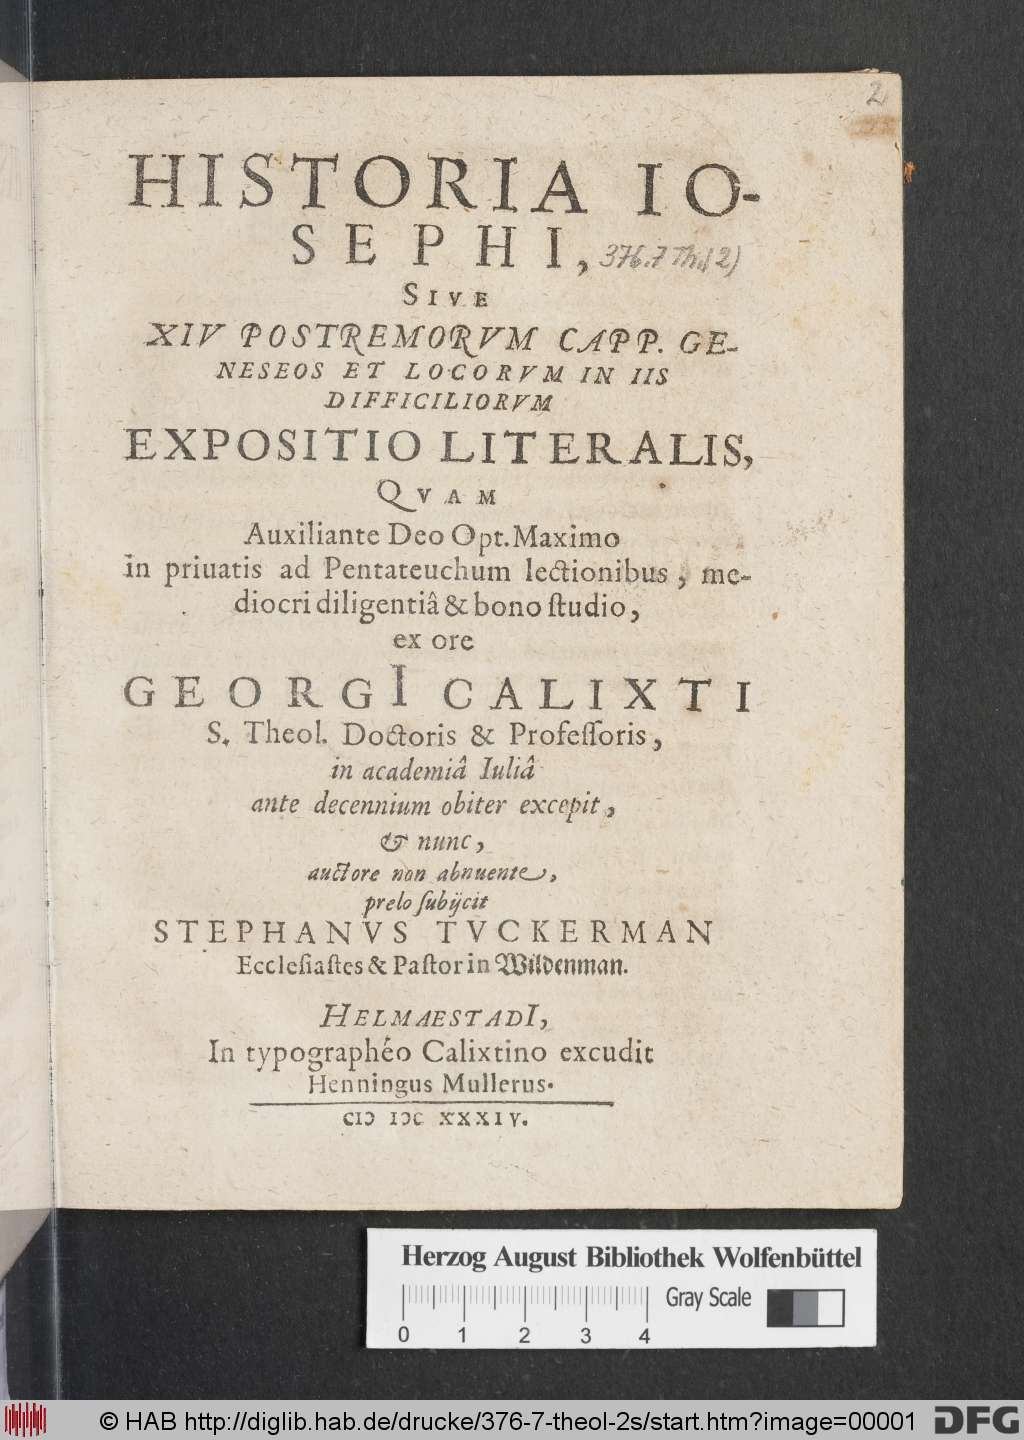 2
HISTORIA IO-
SEPHI, 376.7 Th.(2)
SIVE
XIV POSTREMORVM CAPP. GE-
NESEOS ET LOCORVM IN IIS
DIFFICILIORVM
EXPOSITIO LITERALIS,
QVAM
Auxiliante Deo Opt. Maximo
in priuatis ad Pentateuchum lectionibus, me-
diocri diligentiâ & bono ſtudio,
ex ore
GEORGI CALIXTI
S. Theol. Doctoris & Profeſſoris,
in academiâ Iuliâ
ante decennium obiter excepit,
& nunc,
auctore non abnuente,
prelo ſubijcit
STEPHANVS TVCKERMAN
Eccleſiaſtes & Paſtor in Wildenman.
HELMAESTADI,
In typographéo Calixtino excudit
Henningus Mullerus.
CIↃ IↃC XXXIV.
Herzog August Bibliothek Wolfenbüttel
Gray Scale
0 1 2 3 4
© HAB http://diglib.hab.de/drucke/376-7-theol-2s/start.htm?image=00001 DFG